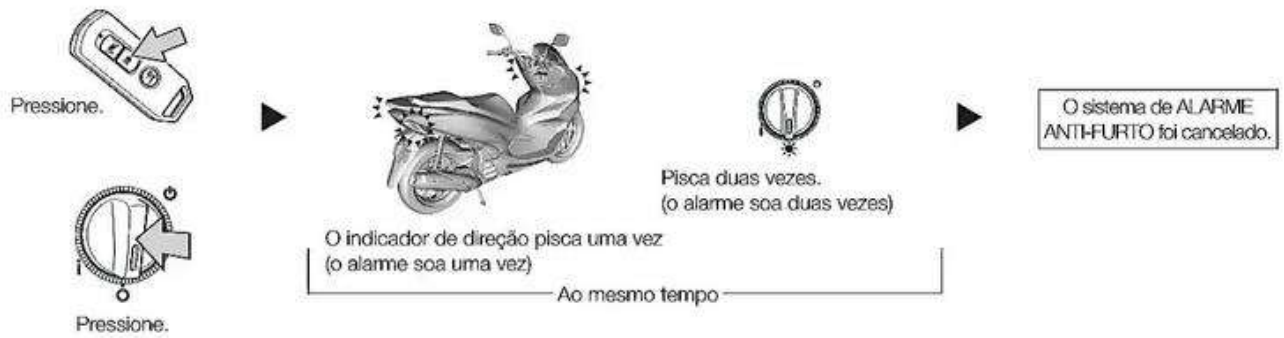 Pressione.
Pressione.
O indicador de direção pisca uma vez
(o alarme soa uma vez)
Pisca duas vezes.
(o alarme soa duas vezes)
Ao mesmo tempo
O sistema de ALARME
ANTI-FURTO foi cancelado.